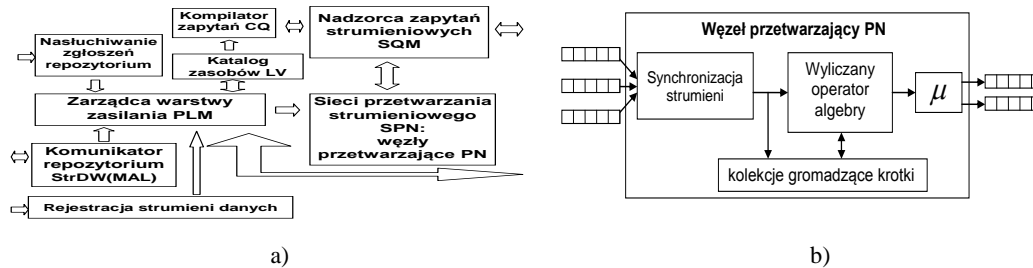 Nasłuchiwanie
zgłoszeń
repozytorium
Kompilator
zapytań CQ
Katalog
zasobów LV
Nadzorca zapytań
strumieniowych
SQM
Zarządca warstwy
zasilania PLM
Sieci przetwarzania
strumieniowego
SPN:
węzły
przetwarzające PN
Komunikator
repozytorium
StrDW(MAL)
Rejestracja strumieni danych
a)
Węzeł przetwarzający PN
Synchronizacja
strumieni
Wyliczany
operator
algebry
μ
kolekcje gromadzące krotki
b)